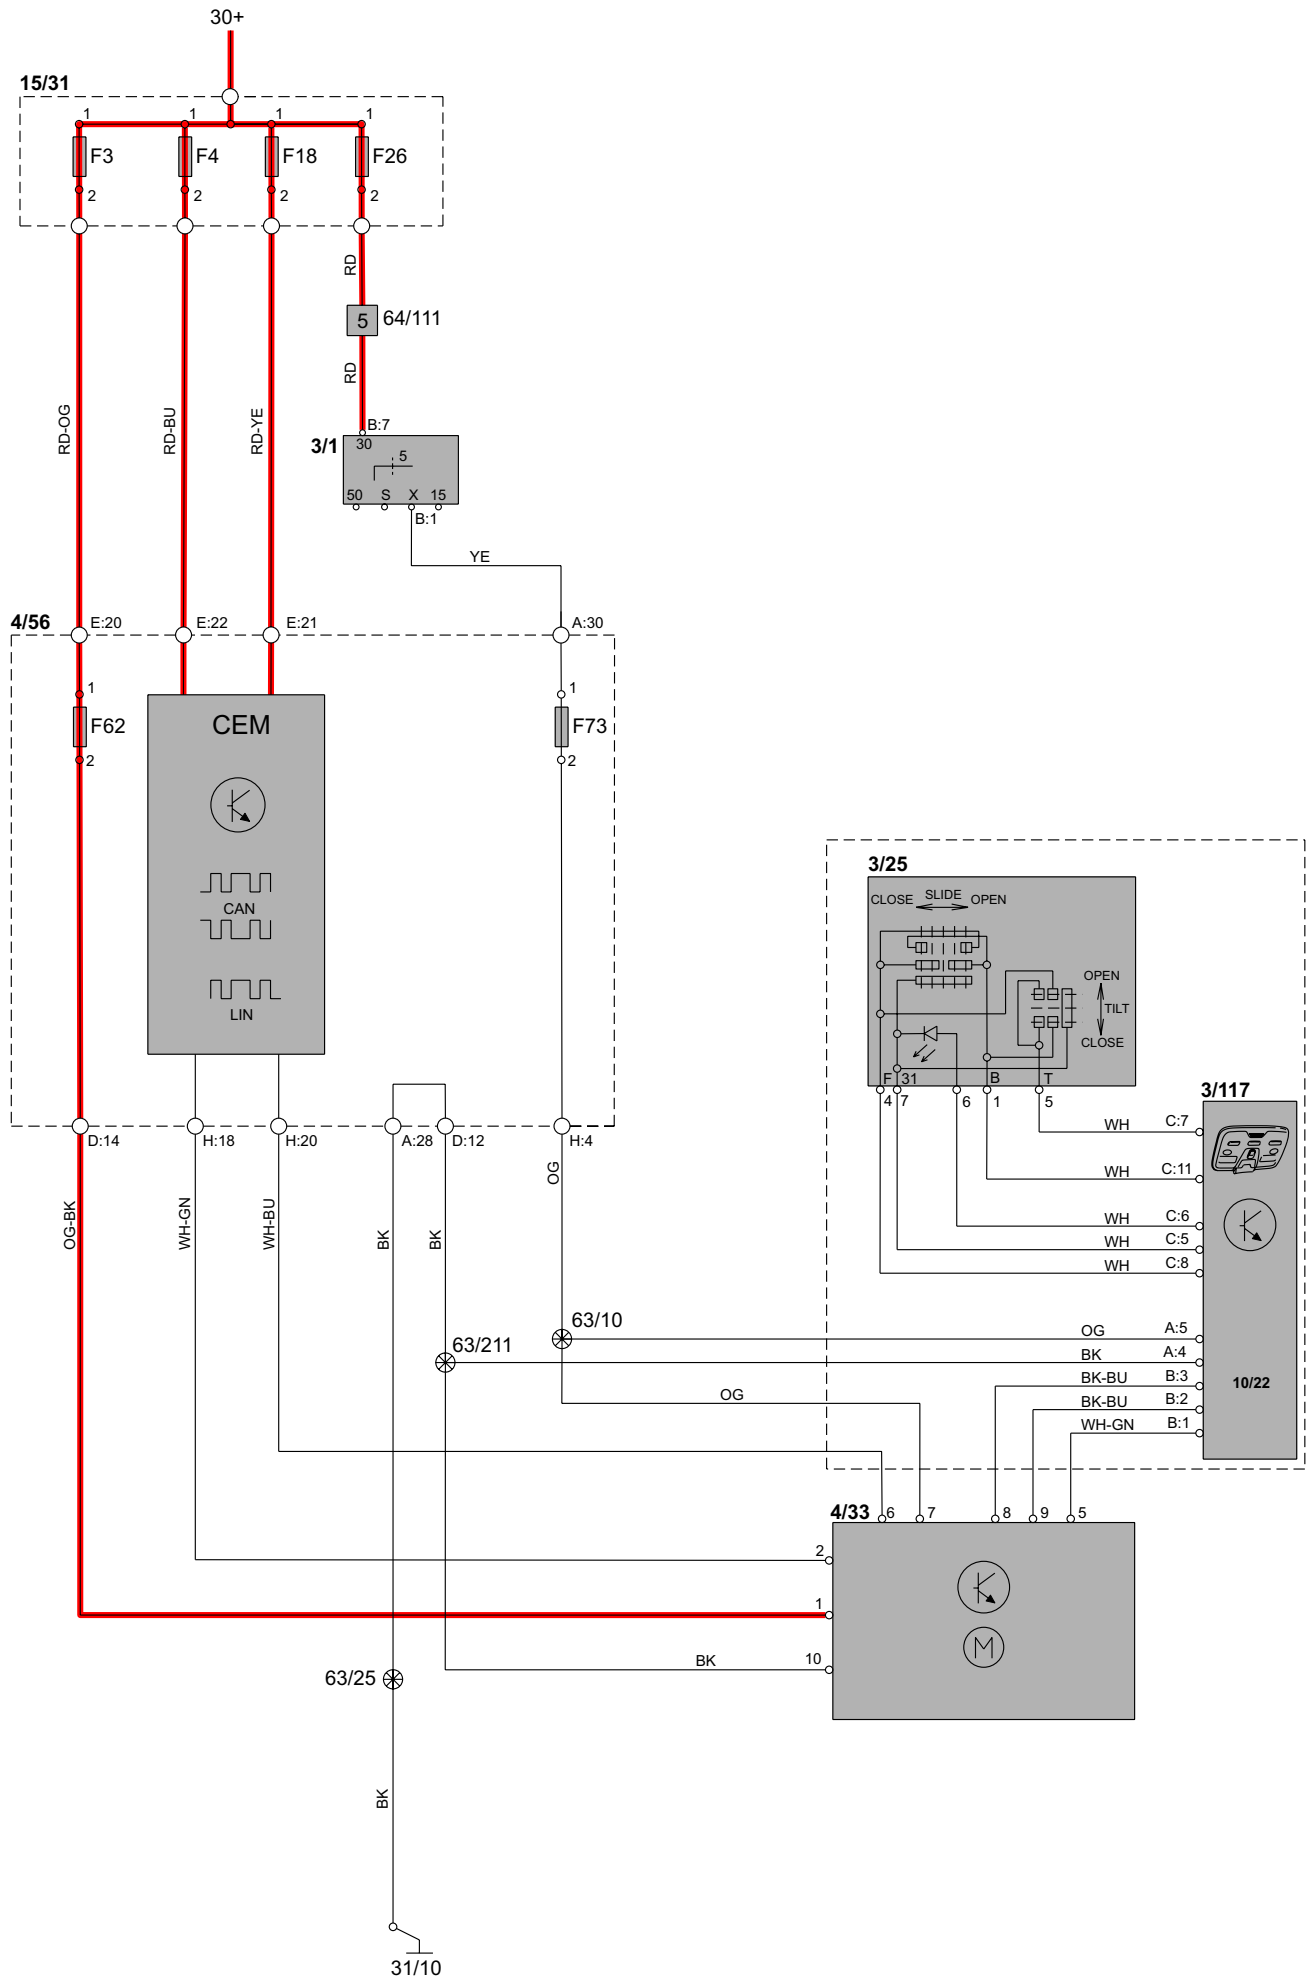 30+
15/31
1 1 1 1
F3 F4 F18 F26
2 2 2 2
RD
5 64/111
RD
RD-OG RD-BU RD-YE
B:7
3/1
30
5
50 S X 15
B:1
YE
4/56
E:20 E:22 E:21 A:30
1 1
F62 CEM F73
2 2
CAN
LIN
3/25
CLOSE SLIDE OPEN
OPEN
TILT
CLOSE
F 31 B T
4 7 6 1 5
3/117
D:14 H:18 H:20 A:28 D:12 H:4
WH C:7
WH C:11
WH C:6
WH C:5
WH C:8
OG-BK WH-GN WH-BU BK BK OG
63/10
63/211
OG A:5
BK A:4
BK-BU B:3
10/22
OG
BK-BU B:2
WH-GN B:1
4/33
6 7 8 9 5
2
1
M
BK 10
63/25
BK
31/10